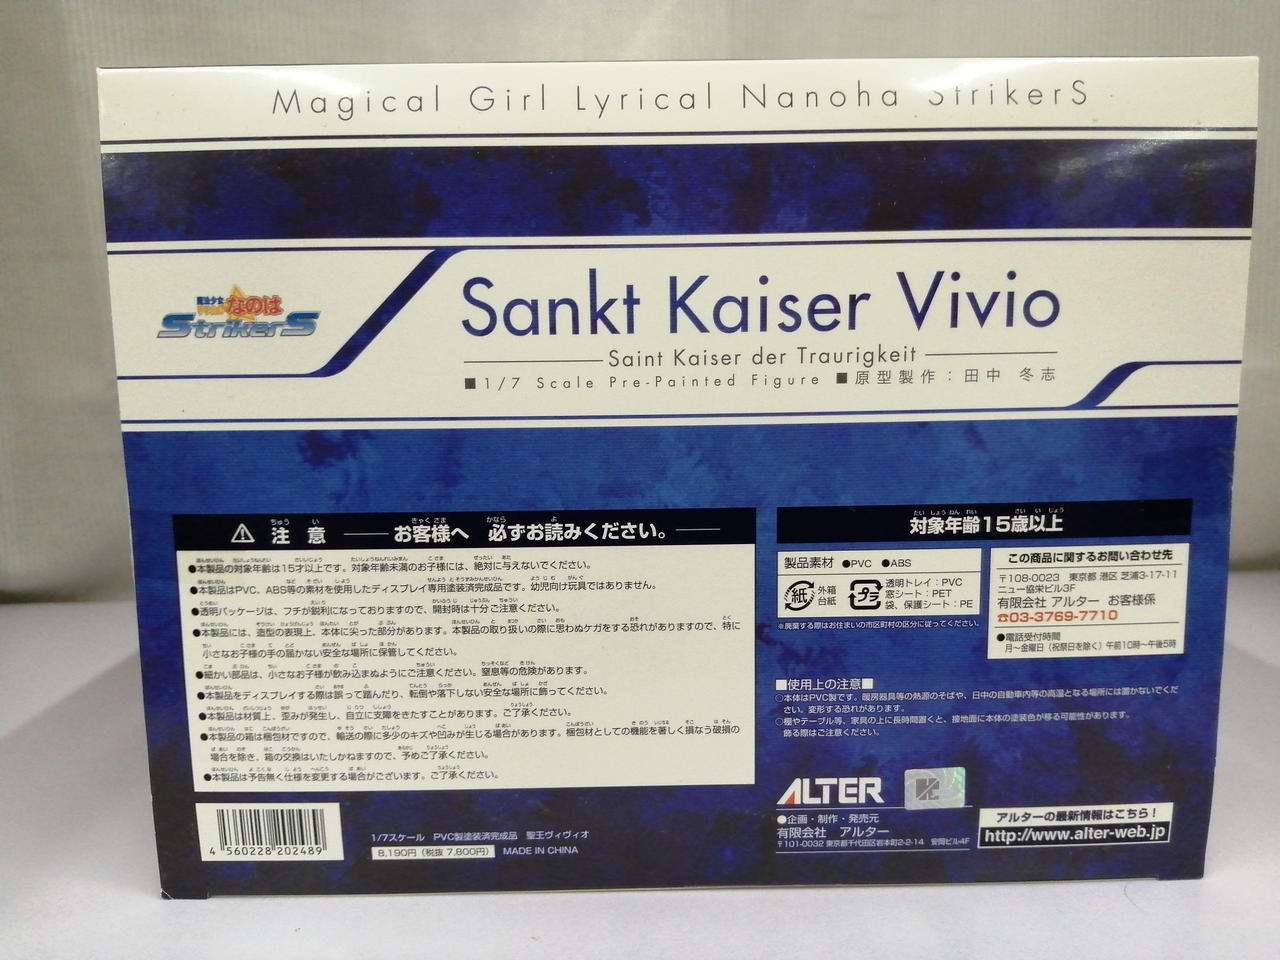 Magical Girl Lyrical Nanoha StrikerS
魔法少女
なのは
StrikerS
Sankt Kaiser Vivio
Saint Kaiser der Traurigkeit
■1/7 Scale Pre-Painted Figure ■原型製作：田中 冬志
注意 お客様へ 必ずお読みください。
●本製品の対象年齢は15才以上です。対象年齢未満のお子様には、絶対に与えないでください。
●本製品はPVC、ABS等の素材を使用したディスプレイ専用塗装済完成品です。幼児向け玩具ではありません。
●透明パッケージは、フチが鋭利になっておりますので、開封時は十分ご注意ください。
●本製品には、造型の表現上、本体に尖った部分があります。本製品の取り扱いの際に思わぬケガをする恐れがありますので、特に
小さなお子様の手の届かない安全な場所に保管してください。
●細かい部品は、小さなお子様が飲み込まぬようにご注意ください。窒息等の危険があります。
●本製品をディスプレイする際は誤って踏んだり、転倒や落下しない安全な場所に飾ってください。
●本製品は材質上、歪みが発生し、自立に支障をきたすことがあります。ご了承ください。
●本製品の箱は梱包材ですので、輸送の際に多少のキズや凹みが生じる場合があります。梱包材としての機能を著しく損なう破損の
場合を除き、箱の交換はいたしかねますので、予めご了承ください。
●本製品は予告無く仕様を変更する場合がございます。ご了承ください。
対象年齢15歳以上
製品素材 ●PVC ●ABS
紙 外箱
台紙
プラ 透明トレイ：PVC
窓シート：PET
袋、保護シート：PE
※廃棄する際はお住まいの市区町村の区分に従ってください。
この商品に関するお問い合わせ先
〒108-0023 東京都 港区 芝浦3-17-11
ニュー協栄ビル3F
有限会社 アルター お客様係
☎03-3769-7710
●電話受付時間
月～金曜日（祝祭日を除く）午前10時～午後5時
■使用上の注意■
○本体はPVC製です。暖房器具等の熱源のそばや、日中の自動車内等の高温となる場所には置かないでくだ
さい。変形する恐れがあります。
○棚やテーブル等、家具の上に長時間置くと、接地面に本体の塗装色が移る可能性があります。
飾る際はご注意ください。
4 560228 202489
1/7スケール PVC製塗装済完成品 聖王ヴィヴィオ
8,190円（税抜 7,800円） MADE IN CHINA
ALTER
●企画・制作・発売元
有限会社 アルター
〒101-0032 東京都千代田区岩本町2-2-14 安岡ビル4F
アルターの最新情報はこちら！
http://www.alter-web.jp